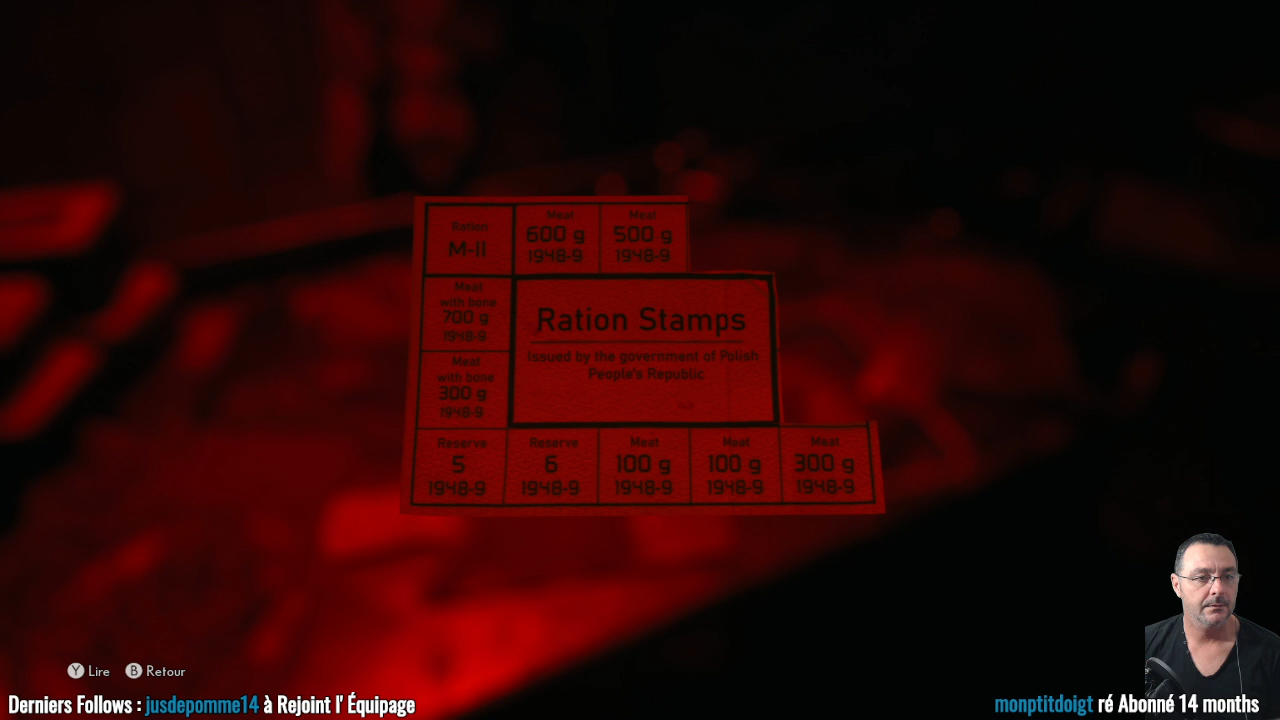 Ration
M-II
Meat
600 g
1948-9
Meat
500 g
1948-9
Meat
with bone
700 g
1948-9
Meat
with bone
300 g
1948-9
Ration Stamps
Issued by the government of Polish
People's Republic
Reserve
5
1948-9
Reserve
6
1948-9
Meat
100 g
1948-9
Meat
100 g
1948-9
Meat
300 g
1948-9
Y Lire B Retour
Derniers Follows : jusdepomme14 à Rejoint l' Équipage
monptitdoigt ré Abonné 14 months